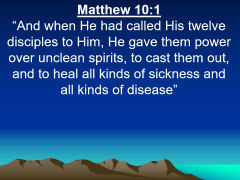 Matthew 10:1
“And when He had called His twelve
disciples to Him, He gave them power
over unclean spirits, to cast them out,
and to heal all kinds of sickness and
all kinds of disease”